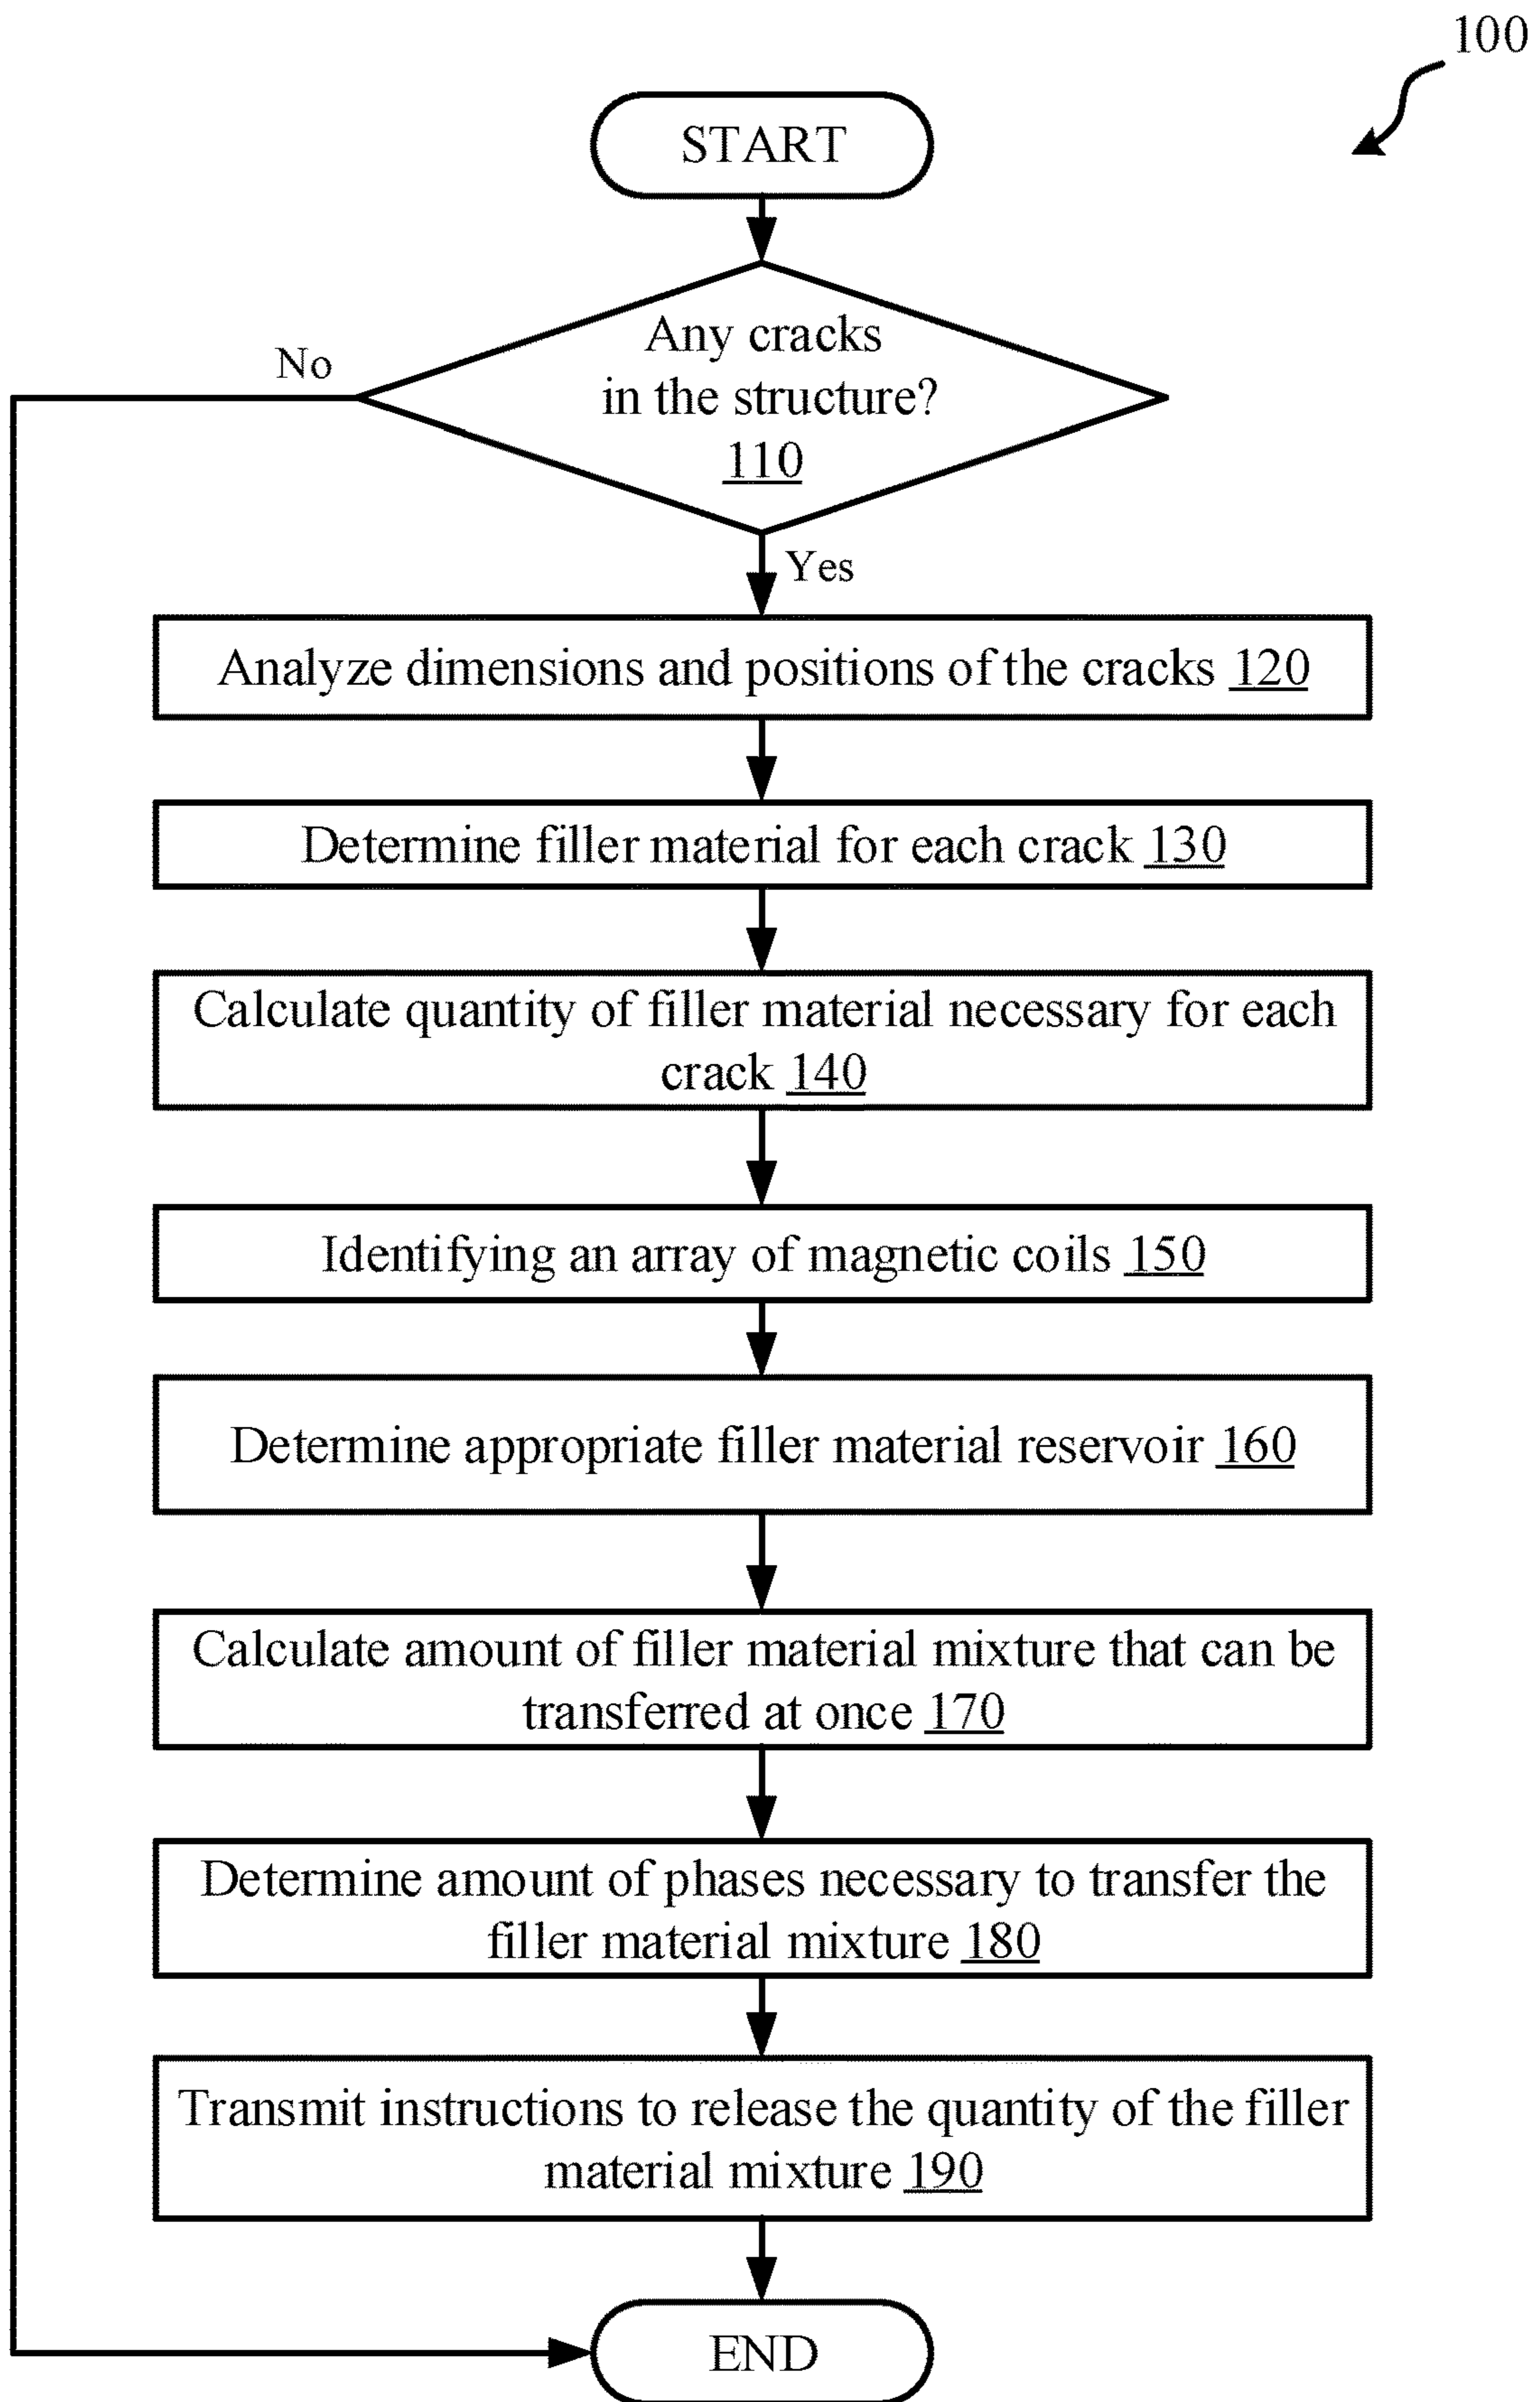 100
START
Any cracks
in the structure?
110
No
Yes
Analyze dimensions and positions of the cracks 120
Determine filler material for each crack 130
Calculate quantity of filler material necessary for each
crack 140
Identifying an array of magnetic coils 150
Determine appropriate filler material reservoir 160
Calculate amount of filler material mixture that can be
transferred at once 170
Determine amount of phases necessary to transfer the
filler material mixture 180
Transmit instructions to release the quantity of the filler
material mixture 190
END